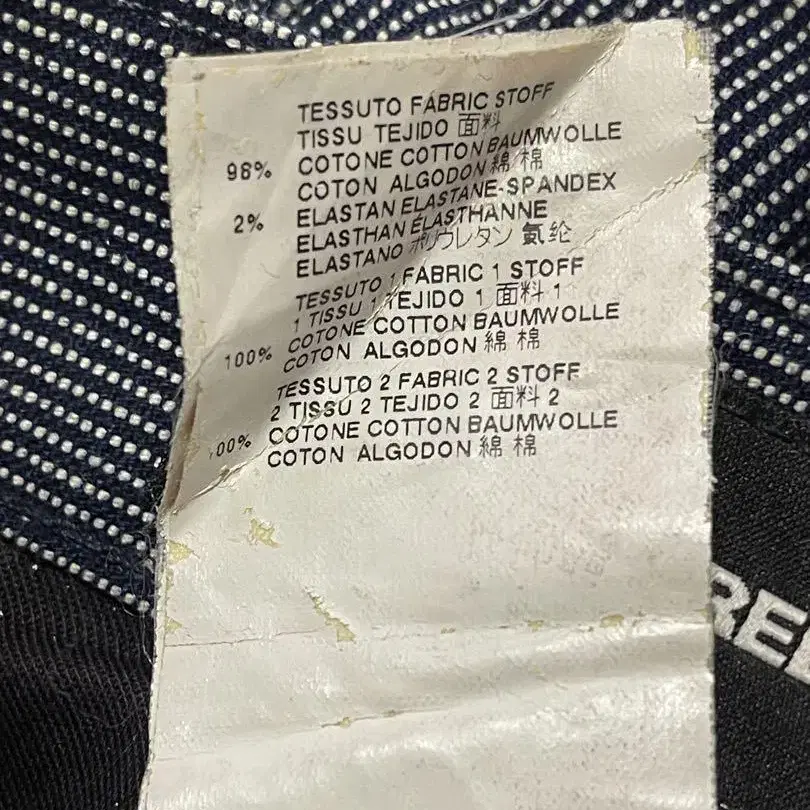 TESSUTO FABRIC STOFF
TISSU TEJIDO 面料
98% COTONE COTTON BAUMWOLLE
COTON ALGODON 綿 棉
2% ELASTAN ELASTANE-SPANDEX
ELASTHAN ÉLASTHANNE
ELASTANO ポリウレタン 氨纶
TESSUTO 1 FABRIC 1 STOFF
1 TISSU 1 TEJIDO 1 面料 1
100% COTONE COTTON BAUMWOLLE
COTON ALGODON 綿 棉
TESSUTO 2 FABRIC 2 STOFF
2 TISSU 2 TEJIDO 2 面料 2
100% COTONE COTTON BAUMWOLLE
COTON ALGODON 綿 棉